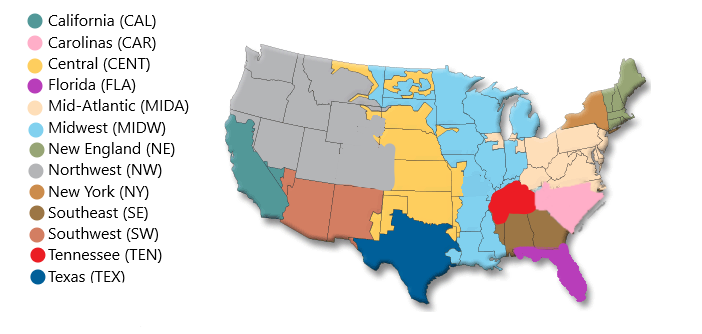 California (CAL)
Carolinas (CAR)
Central (CENT)
Florida (FLA)
Mid-Atlantic (MIDA)
Midwest (MIDW)
New England (NE)
Northwest (NW)
New York (NY)
Southeast (SE)
Southwest (SW)
Tennessee (TEN)
Texas (TEX)